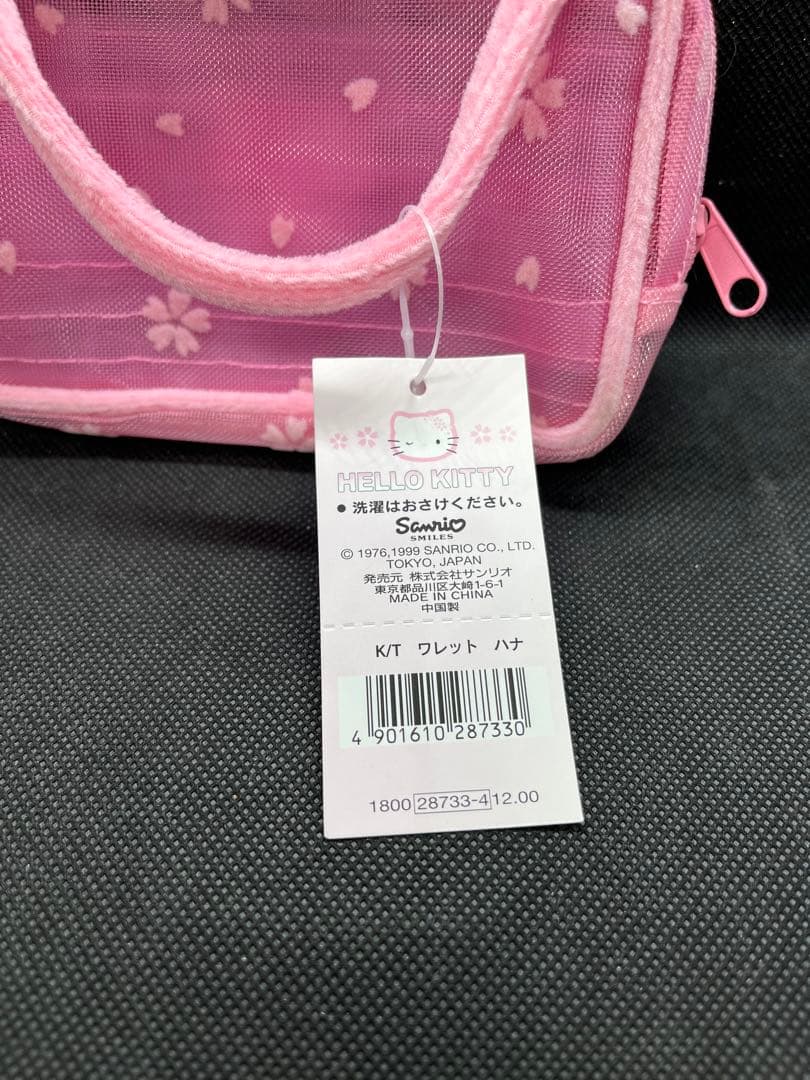 HELLO KITTY
● 洗濯はおさけください。
Sanrio
SMILES
© 1976,1999 SANRIO CO., LTD.
TOKYO, JAPAN
発売元 株式会社サンリオ
東京都品川区大崎1-6-1
MADE IN CHINA
中国製
K/T ワレット ハナ
4 901610 287330
1800 28733-4 12.00